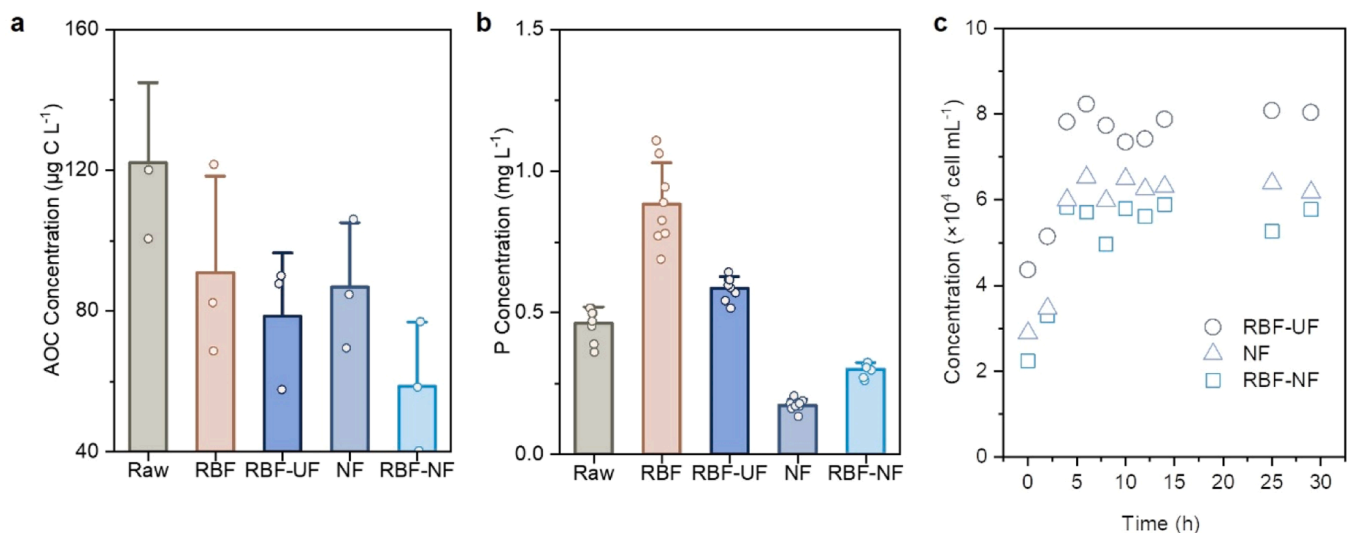 a
AOC Concentration (µg C L⁻¹)
160
120
80
40
Raw RBF RBF-UF NF RBF-NF
b
P Concentration (mg L⁻¹)
1.5
1.0
0.5
0.0
Raw RBF RBF-UF NF RBF-NF
c
Concentration (×10⁴ cell mL⁻¹)
10
8
6
4
2
0
RBF-UF
NF
RBF-NF
0 5 10 15 20 25 30
Time (h)